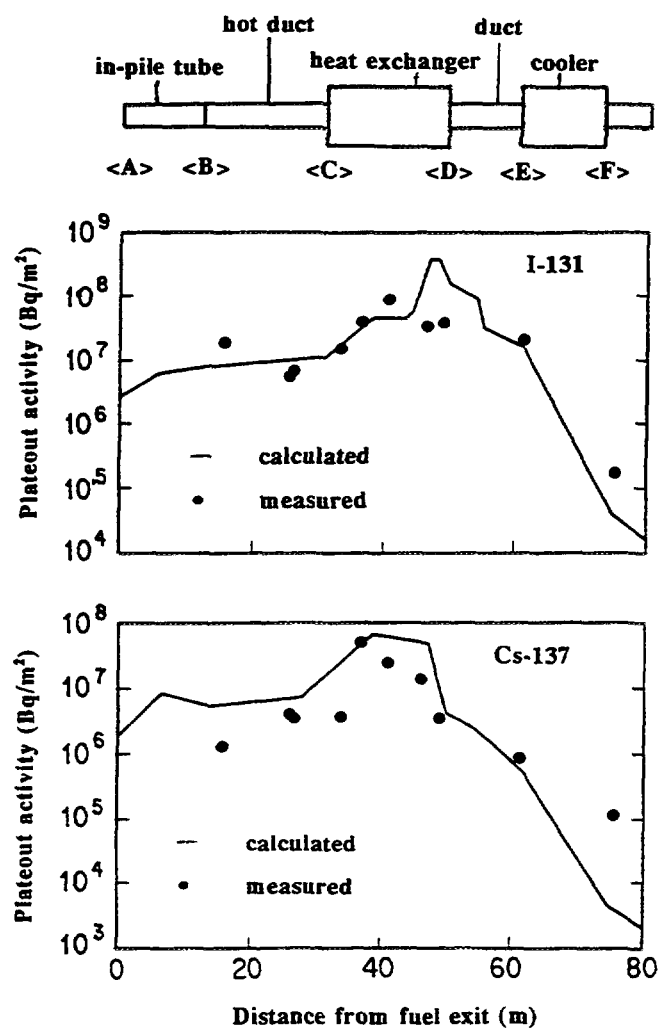 hot duct
duct
in-pile tube
heat exchanger
cooler
<A> <B> <C> <D> <E> <F>
Plateout activity (Bq/m²)
10⁹
10⁸
10⁷
10⁶
10⁵
10⁴
I-131
calculated
measured
Plateout activity (Bq/m²)
10⁸
10⁷
10⁶
10⁵
10⁴
10³
Cs-137
calculated
measured
0 20 40 60 80
Distance from fuel exit (m)